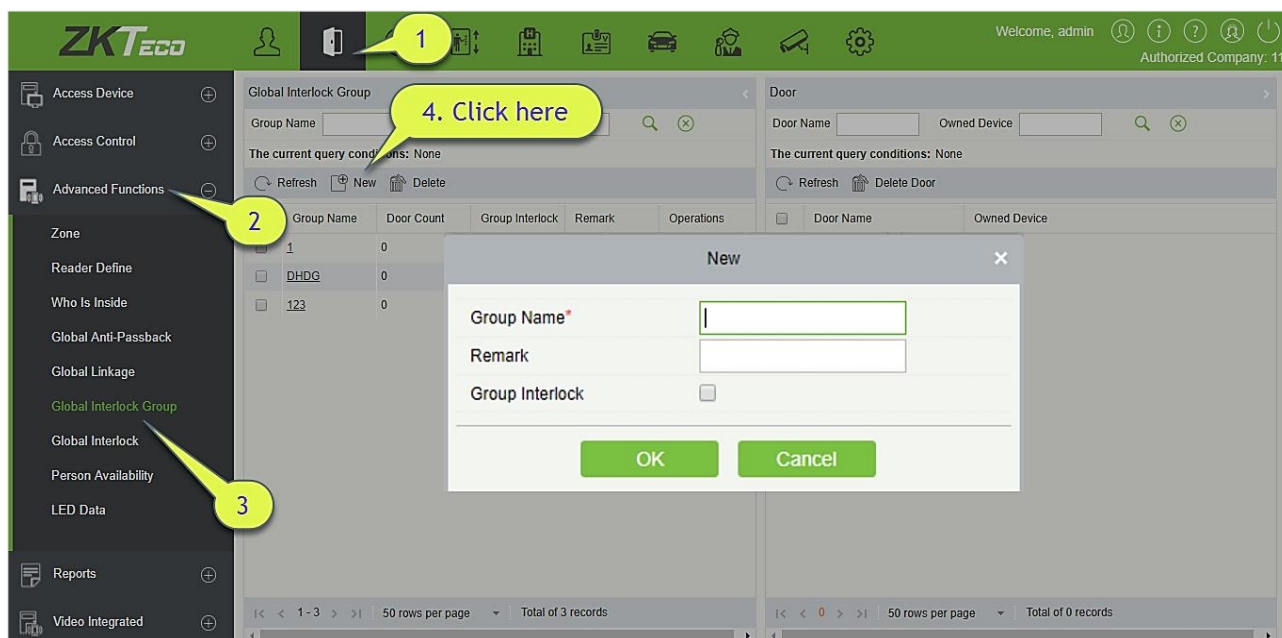 ZKTECO
1
Welcome, admin
Authorized Company: 11
Access Device
Access Control
Advanced Functions
2
Zone
Reader Define
Who Is Inside
Global Anti-Passback
Global Linkage
Global Interlock Group
Global Interlock
Person Availability
LED Data
3
Reports
Video Integrated
Global Interlock Group
Group Name
4. Click here
The current query conditions: None
Refresh New Delete
Group Name Door Count Group Interlock Remark Operations
1 0
DHDG 0
123 0
1 - 3 50 rows per page Total of 3 records
Door
Door Name Owned Device
The current query conditions: None
Refresh Delete Door
Door Name Owned Device
0 50 rows per page Total of 0 records
New
Group Name*
Remark
Group Interlock
OK Cancel